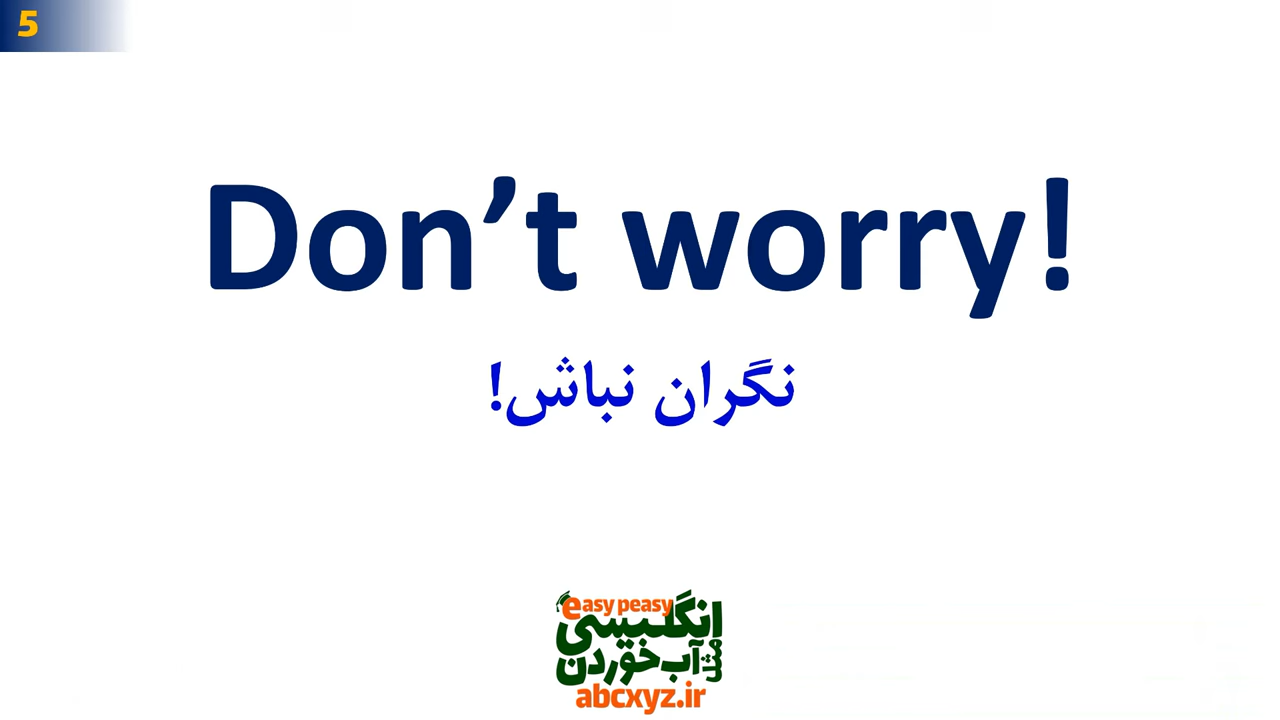 5
Don’t worry!
نگران نباش!
easy peasy
انگلیسی
مثل آب خوردن
abcxyz.ir